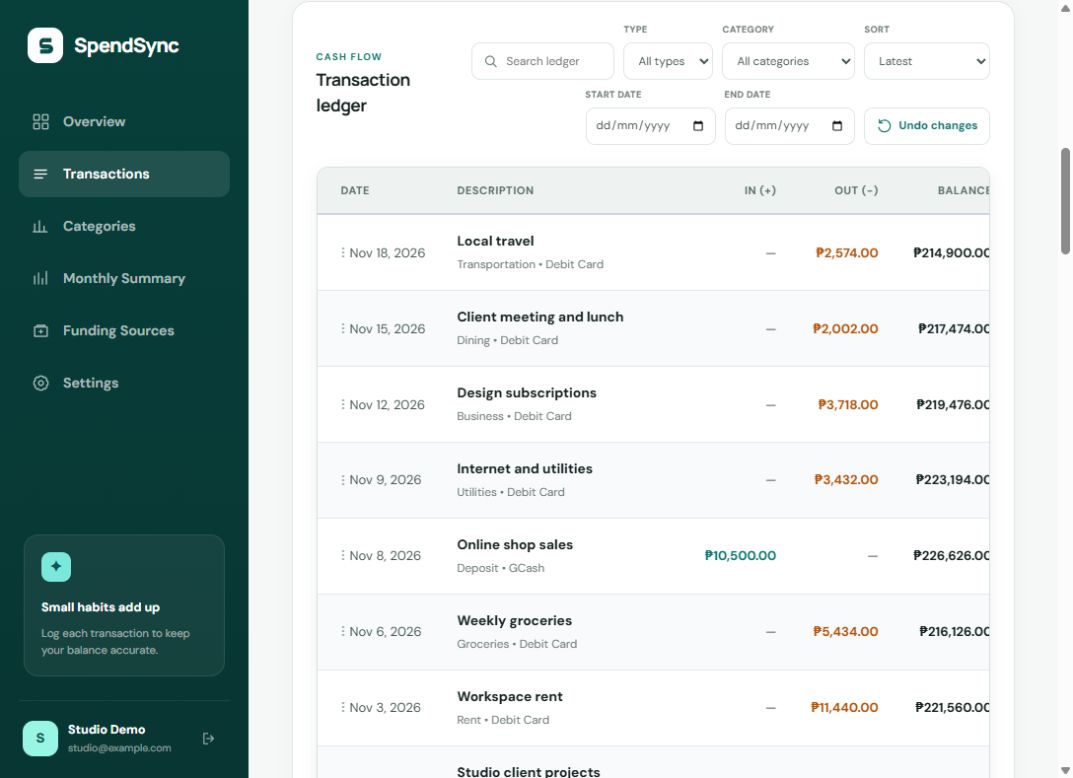 S SpendSync
Overview
Transactions
Categories
Monthly Summary
Funding Sources
Settings
Small habits add up
Log each transaction to keep
your balance accurate.
S
Studio Demo
studio@example.com
CASH FLOW
Transaction
ledger
Search ledger
TYPE
All types
CATEGORY
All categories
SORT
Latest
START DATE
dd/mm/yyyy
END DATE
dd/mm/yyyy
Undo changes
DATE DESCRIPTION IN (+) OUT (-) BALANCE
Nov 18, 2026 Local travel — ₱2,574.00 ₱214,900.00
Transportation • Debit Card
Nov 15, 2026 Client meeting and lunch — ₱2,002.00 ₱217,474.00
Dining • Debit Card
Nov 12, 2026 Design subscriptions — ₱3,718.00 ₱219,476.00
Business • Debit Card
Nov 9, 2026 Internet and utilities — ₱3,432.00 ₱223,194.00
Utilities • Debit Card
Nov 8, 2026 Online shop sales ₱10,500.00 — ₱226,626.00
Deposit • GCash
Nov 6, 2026 Weekly groceries — ₱5,434.00 ₱216,126.00
Groceries • Debit Card
Nov 3, 2026 Workspace rent — ₱11,440.00 ₱221,560.00
Rent • Debit Card
Studio client projects